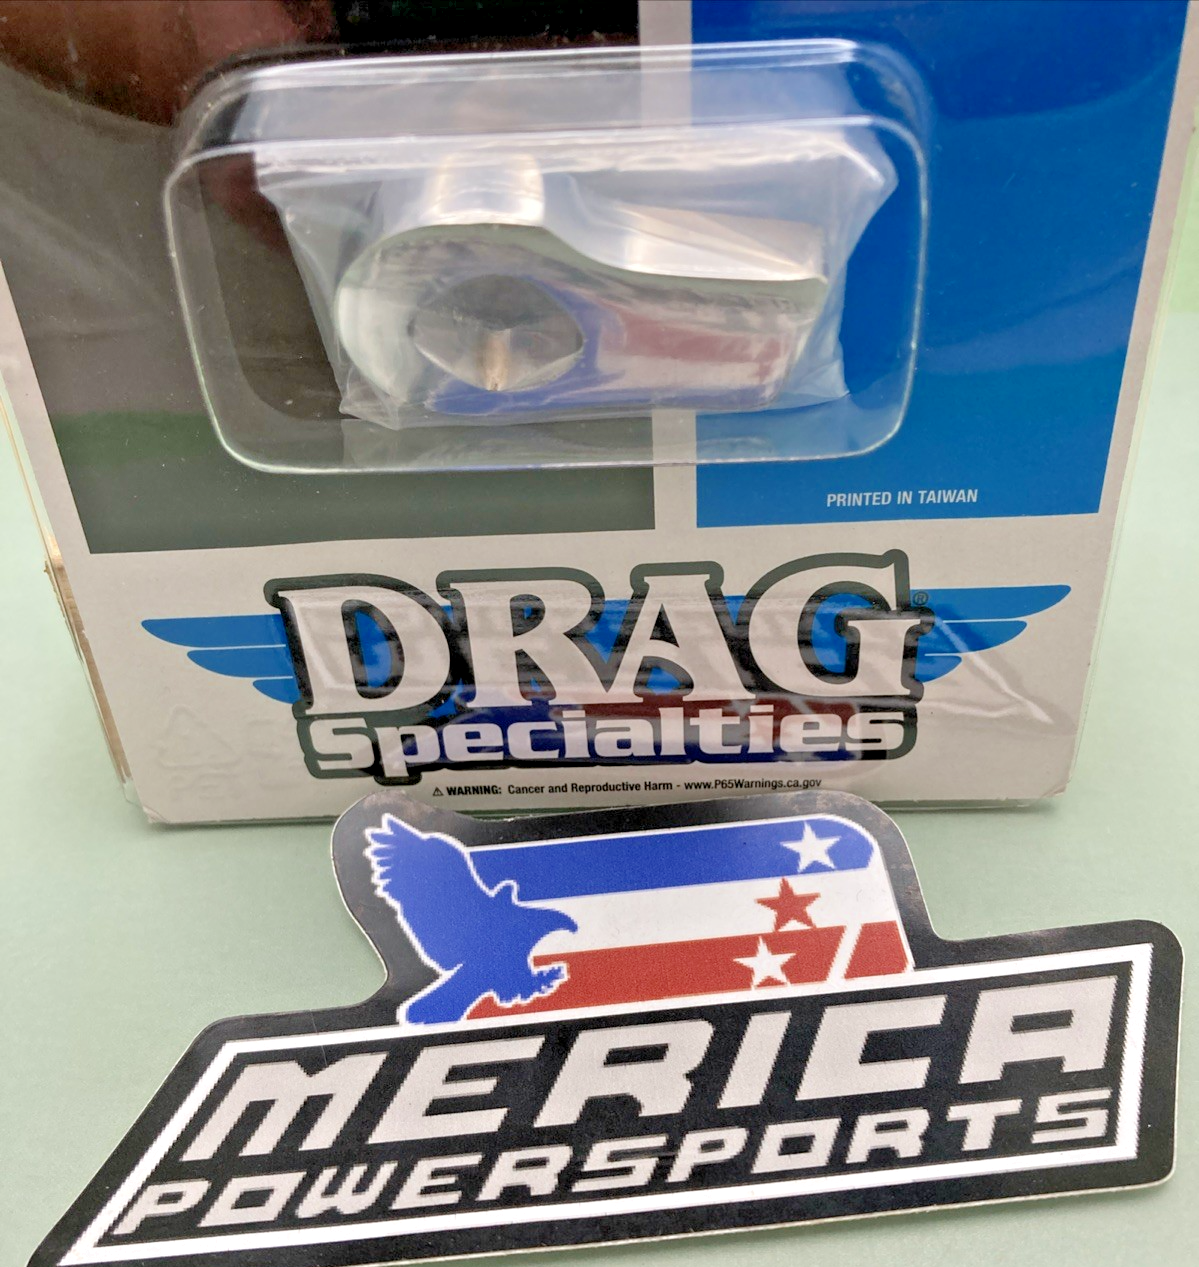 PRINTED IN TAIWAN
DRAG®
Specialties
⚠ WARNING: Cancer and Reproductive Harm - www.P65Warnings.ca.gov
MERICA
POWERSPORTS